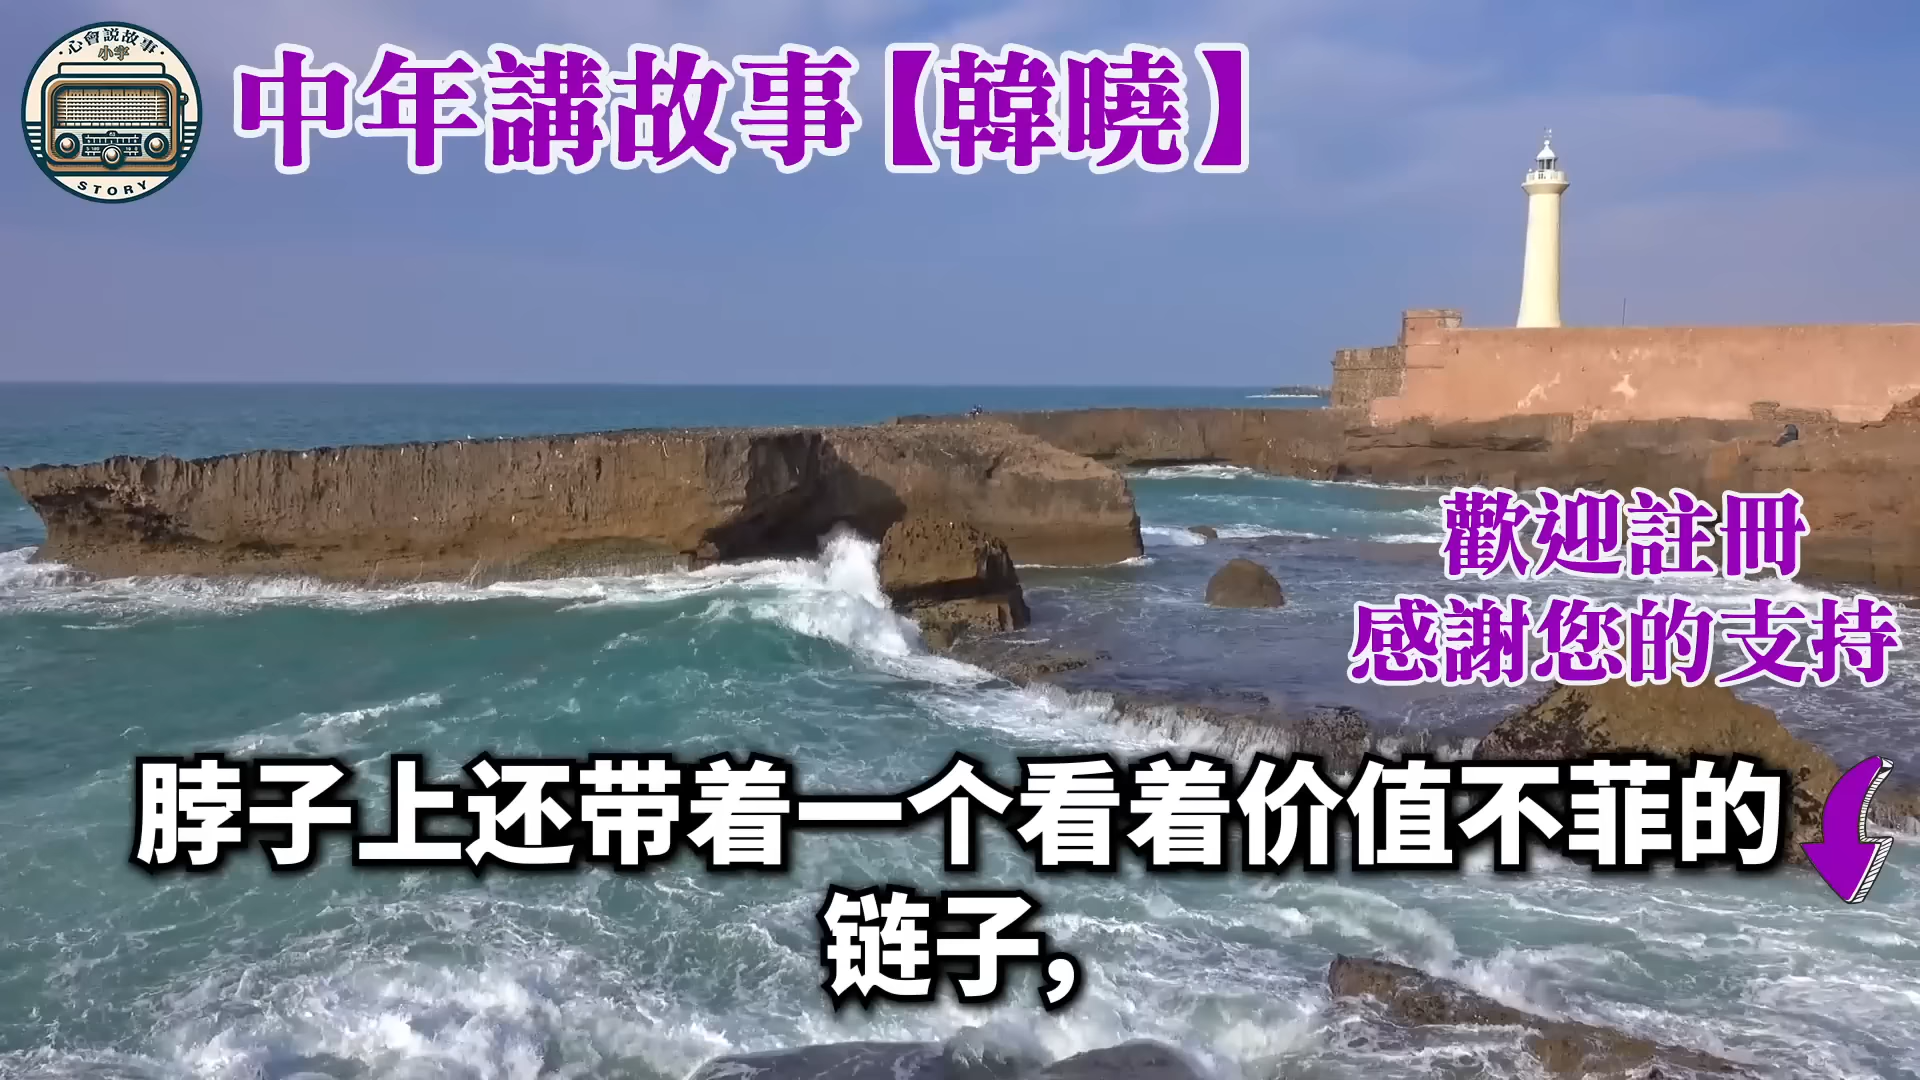 ·心會説故事·
小宇
STORY
中年講故事【韓曉】
歡迎註冊
感謝您的支持
脖子上还带着一个看着价值不菲的
链子,